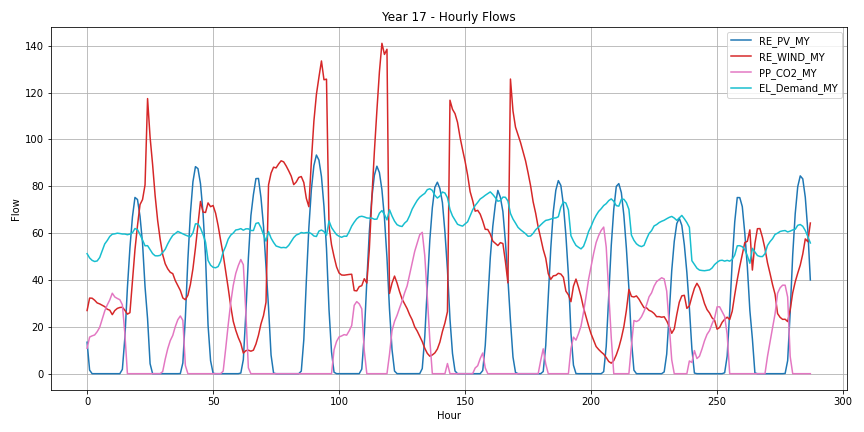 Year 17 - Hourly Flows
RE_PV_MY
RE_WIND_MY
PP_CO2_MY
EL_Demand_MY
Flow
140
120
100
80
60
40
20
0
0 50 100 150 200 250 300
Hour